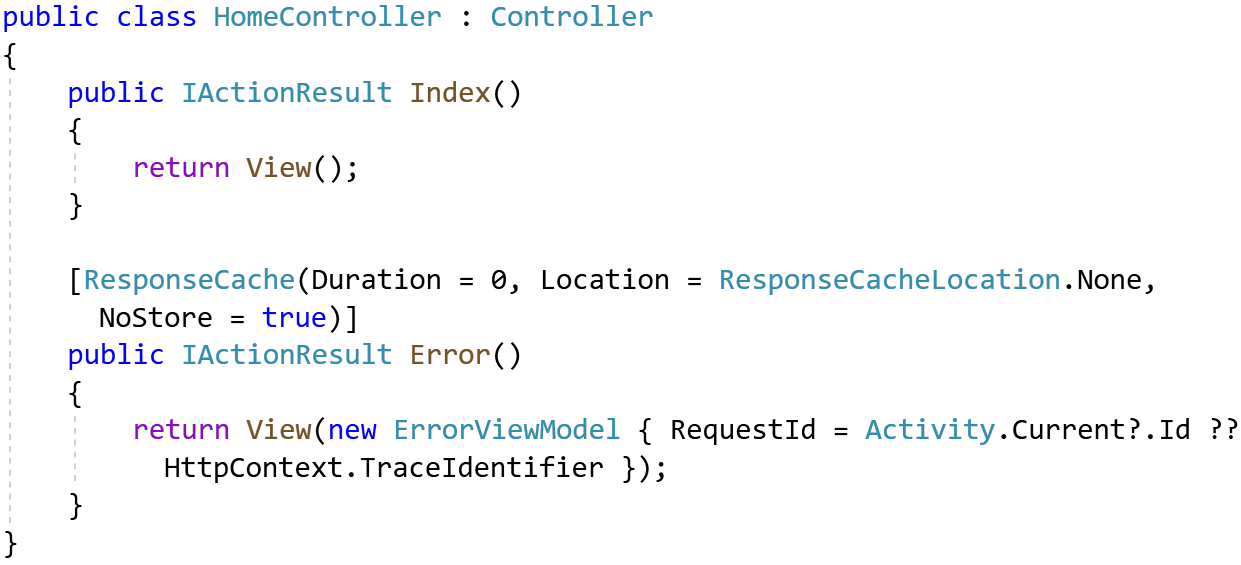 public class HomeController : Controller
{
    public IActionResult Index()
    {
        return View();
    }

    [ResponseCache(Duration = 0, Location = ResponseCacheLocation.None,
      NoStore = true)]
    public IActionResult Error()
    {
        return View(new ErrorViewModel { RequestId = Activity.Current?.Id ??
          HttpContext.TraceIdentifier });
    }
}